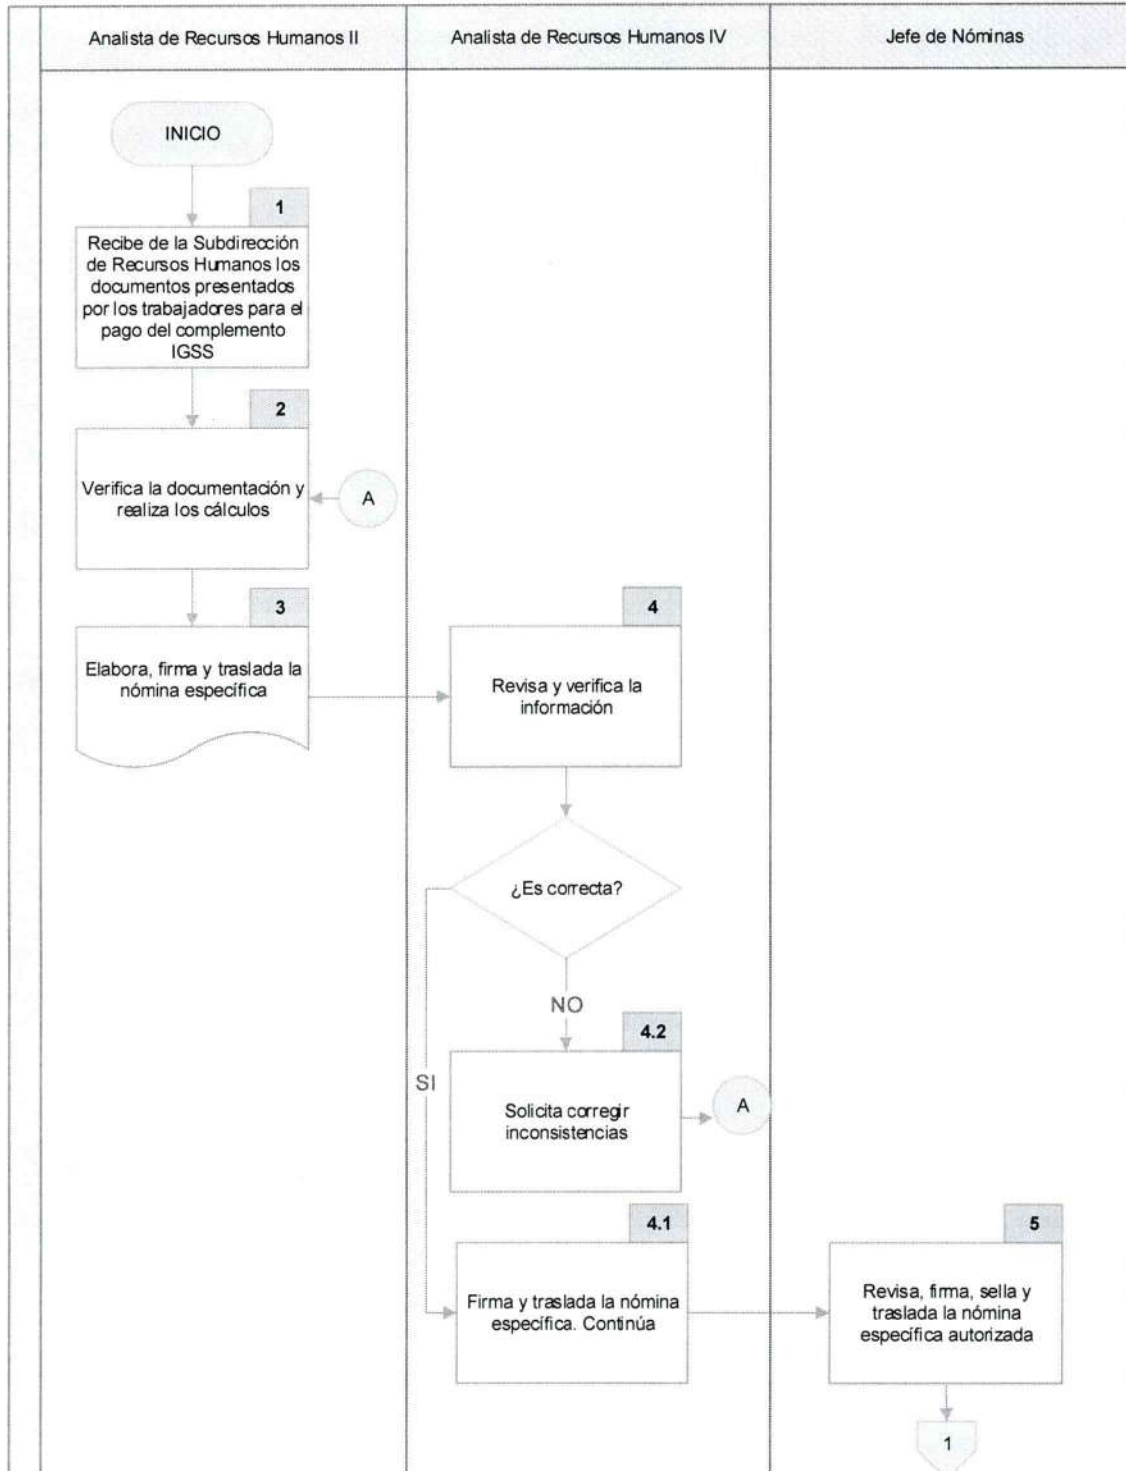 Analista de Recursos Humanos II
Analista de Recursos Humanos IV
Jefe de Nóminas
INICIO
1
Recibe de la Subdirección
de Recursos Humanos los
documentos presentados
por los trabajadores para el
pago del complemento
IGSS
2
Verifica la documentación y
realiza los cálculos
A
3
Elabora, firma y traslada la
nómina específica
4
Revisa y verifica la
información
¿Es correcta?
NO
SI
4.2
Solicita corregir
inconsistencias
A
4.1
Firma y traslada la nómina
específica. Continúa
5
Revisa, firma, sella y
traslada la nómina
específica autorizada
1